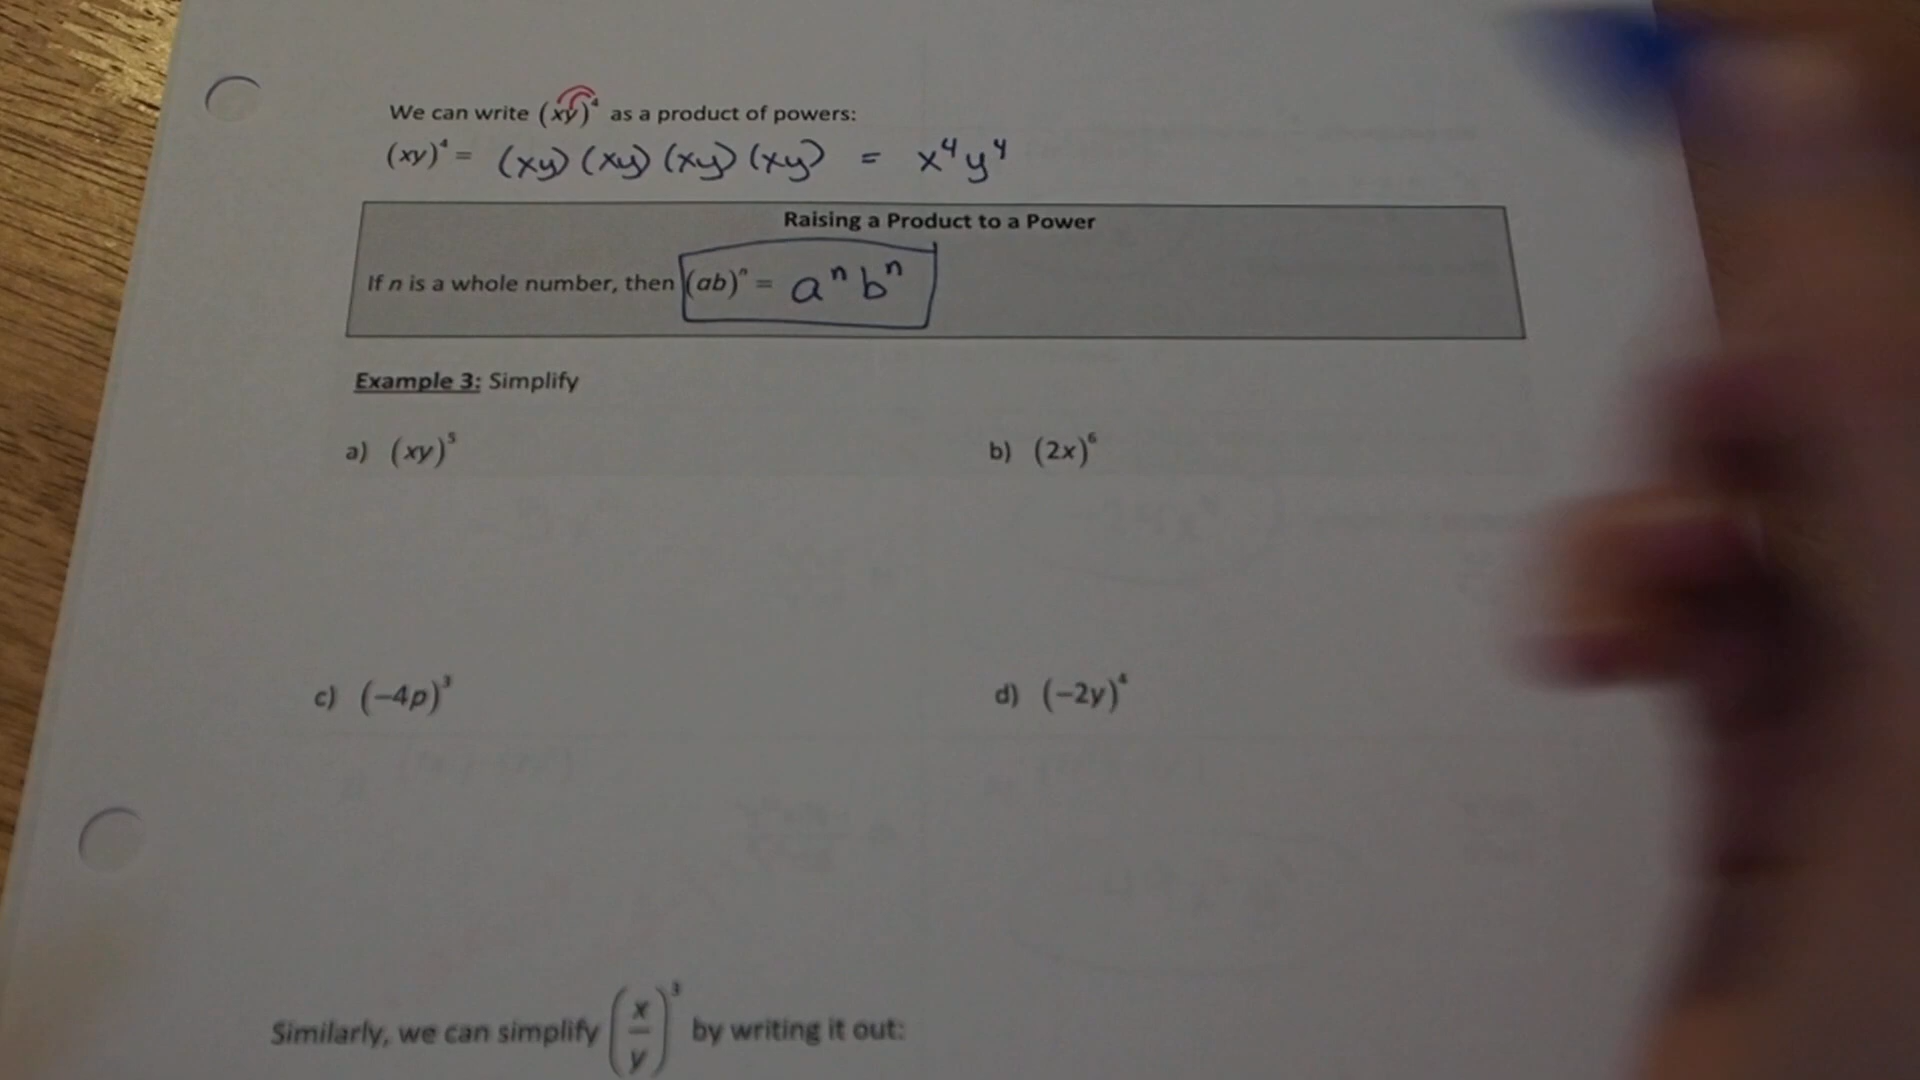 We can write (xy)⁴ as a product of powers:
(xy)⁴ = (xy) (xy) (xy) (xy) = x⁴y⁴
Raising a Product to a Power
If n is a whole number, then (ab)ⁿ = aⁿbⁿ
Example 3: Simplify
a) (xy)⁵
b) (2x)⁶
c) (−4p)³
d) (−2y)⁴
Similarly, we can simplify (x/y)³ by writing it out: